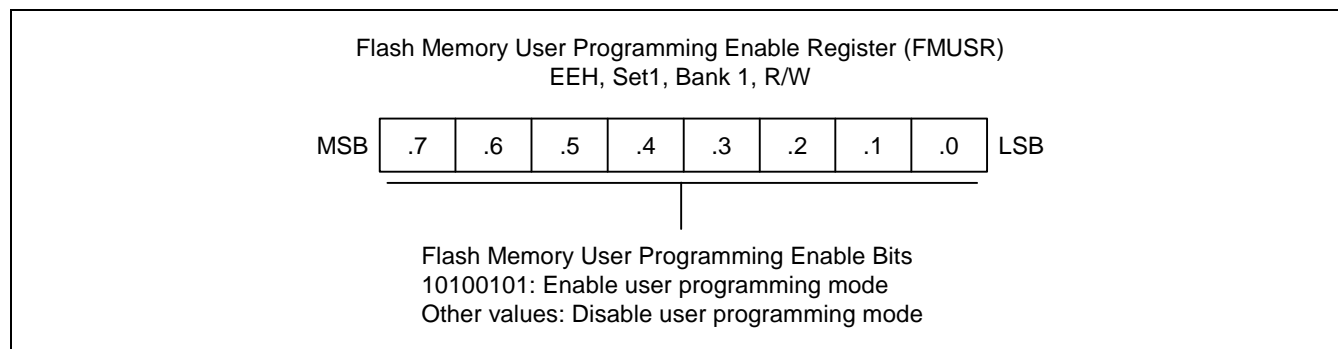 Flash Memory User Programming Enable Register (FMUSR)
EEH, Set1, Bank 1, R/W
MSB .7 .6 .5 .4 .3 .2 .1 .0 LSB
Flash Memory User Programming Enable Bits
10100101: Enable user programming mode
Other values: Disable user programming mode